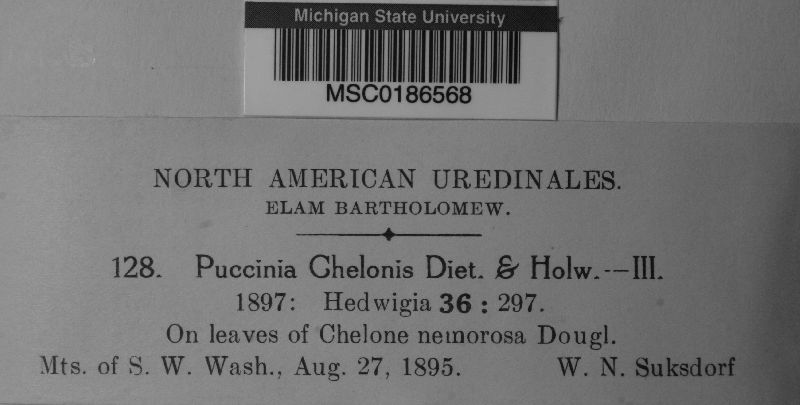 Michigan State University
MSC0186568
NORTH AMERICAN UREDINALES.
ELAM BARTHOLOMEW.
128. Puccinia Chelonis Diet. & Holw.--III.
1897: Hedwigia 36 : 297.
On leaves of Chelone nemorosa Dougl.
Mts. of S. W. Wash., Aug. 27, 1895. W. N. Suksdorf